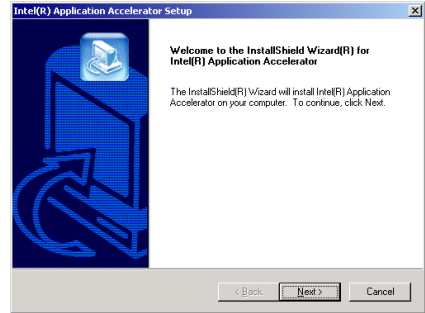 Intel(R) Application Accelerator Setup
Welcome to the InstallShield Wizard(R) for
Intel(R) Application Accelerator
The InstallShield(R) Wizard will install Intel(R) Application
Accelerator on your computer. To continue, click Next.
< Back
Next >
Cancel